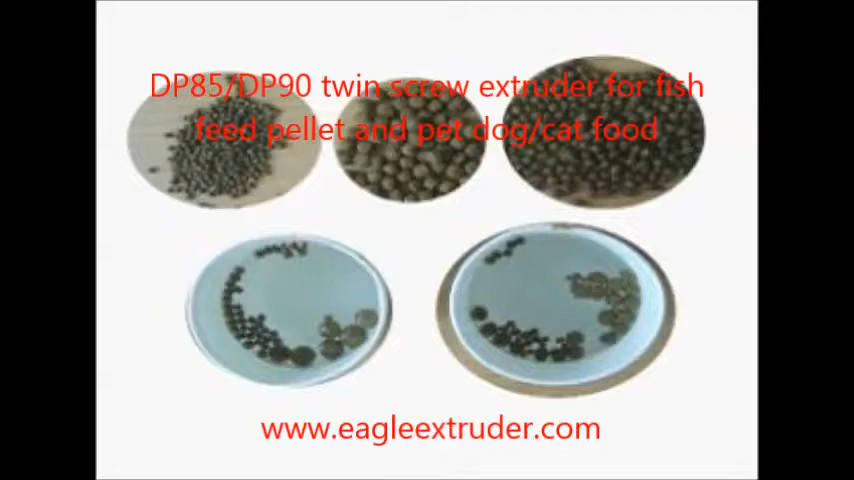 DP85/DP90 twin screw extruder for fish
feed pellet and pet dog/cat food
www.eagleextruder.com